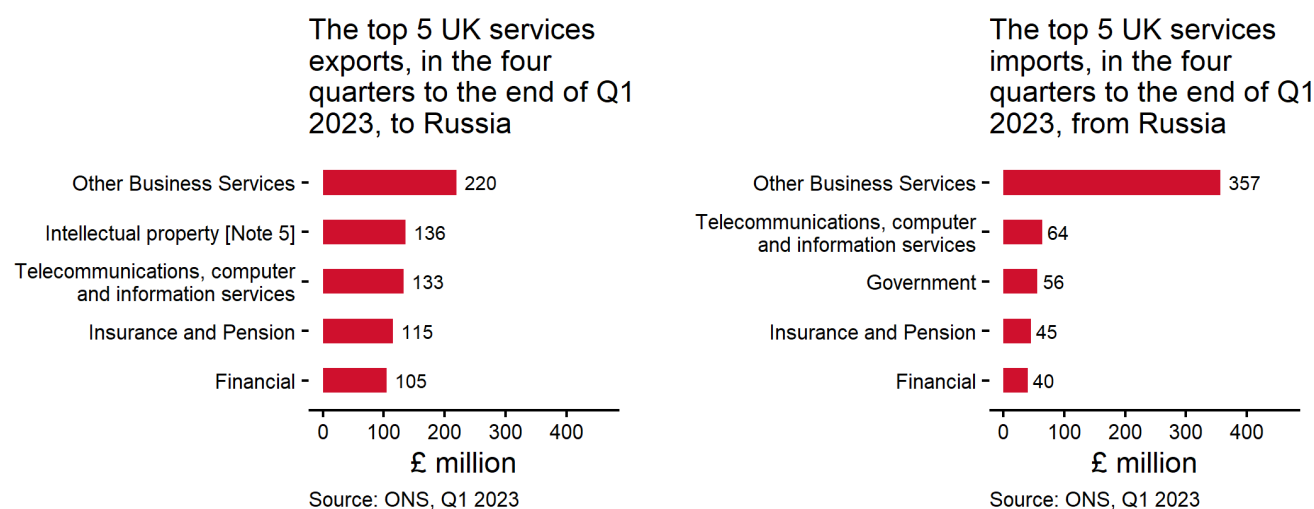 The top 5 UK services
exports, in the four
quarters to the end of Q1
2023, to Russia
Other Business Services
220
Intellectual property [Note 5]
136
Telecommunications, computer
and information services
133
Insurance and Pension
115
Financial
105
0 100 200 300 400
£ million
Source: ONS, Q1 2023
The top 5 UK services
imports, in the four
quarters to the end of Q1
2023, from Russia
Other Business Services
357
Telecommunications, computer
and information services
64
Government
56
Insurance and Pension
45
Financial
40
0 100 200 300 400
£ million
Source: ONS, Q1 2023